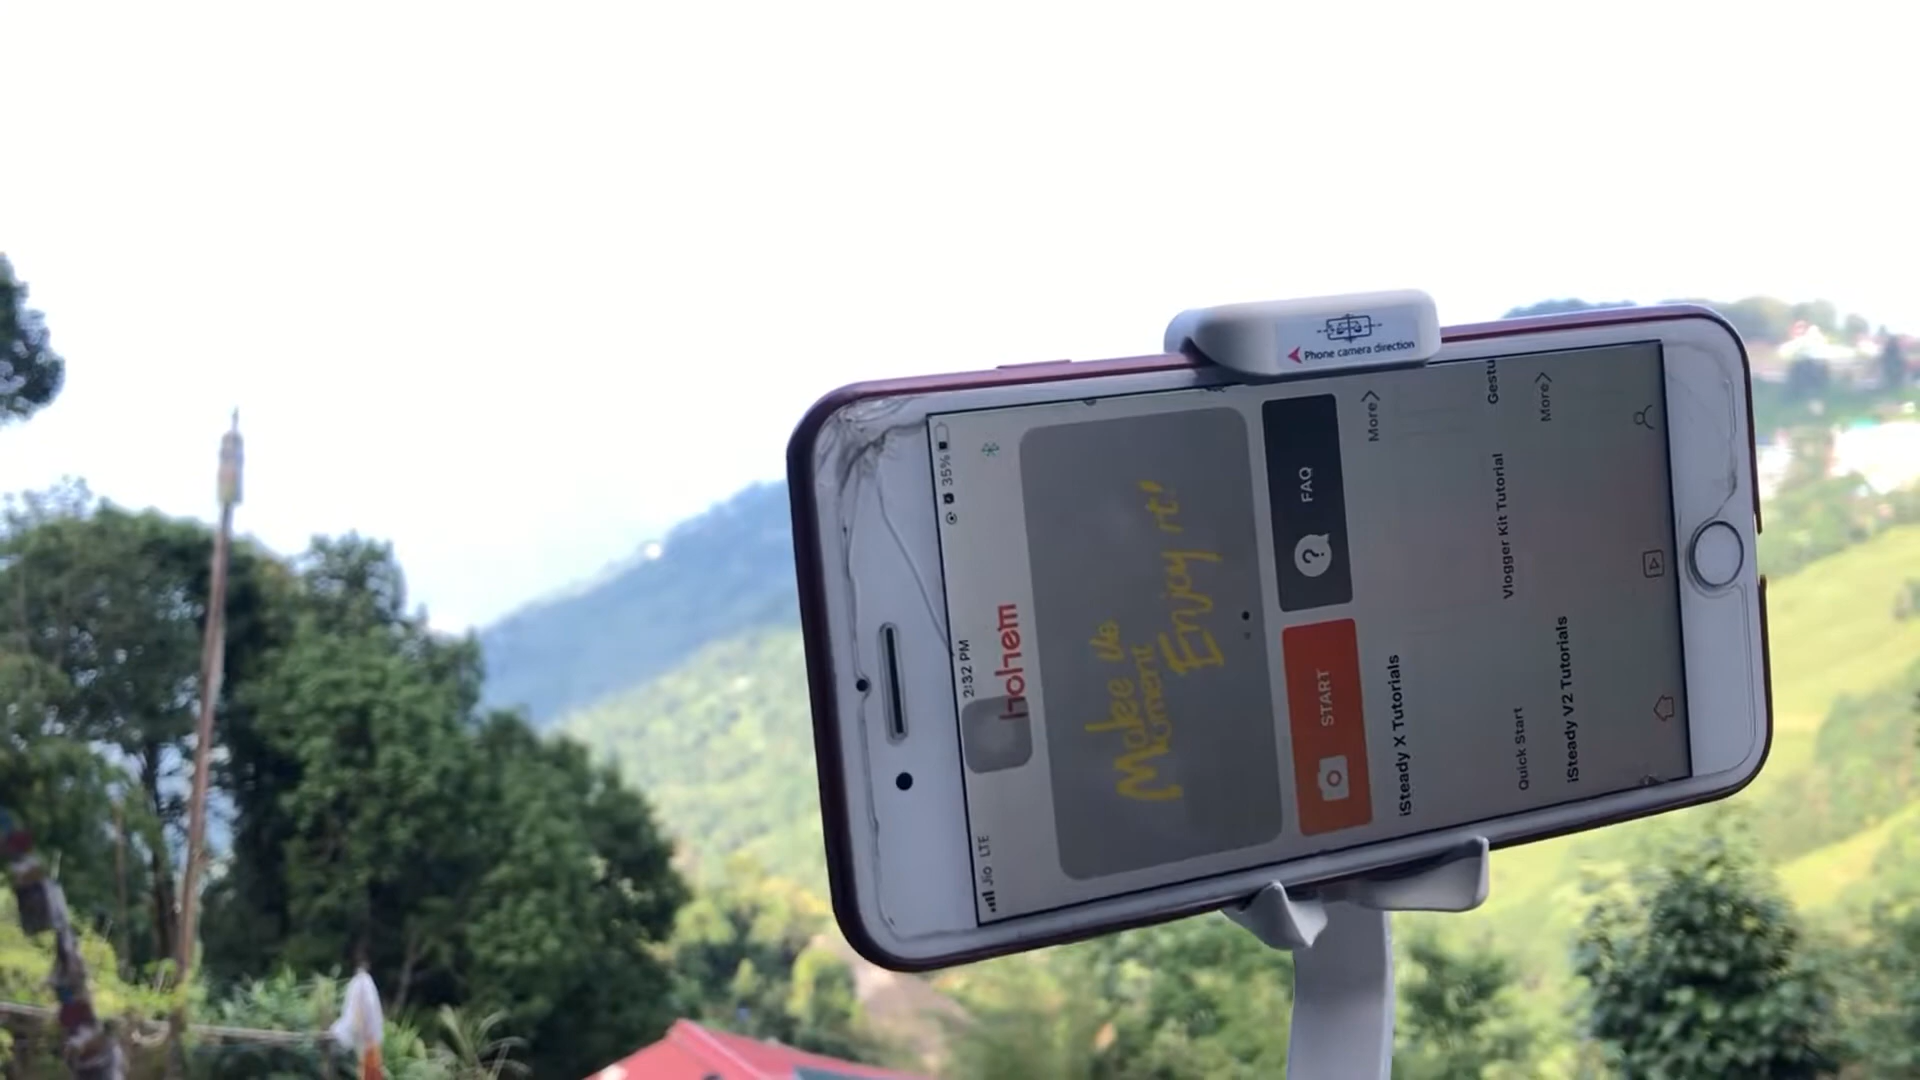 Phone camera direction
Jio LTE
2:32 PM
35%
hohem
Make Ur
Moment
Enjoy it!
START
FAQ
iSteady X Tutorials
More>
Quick Start
Vlogger Kit Tutorial
Gestu
iSteady V2 Tutorials
More>